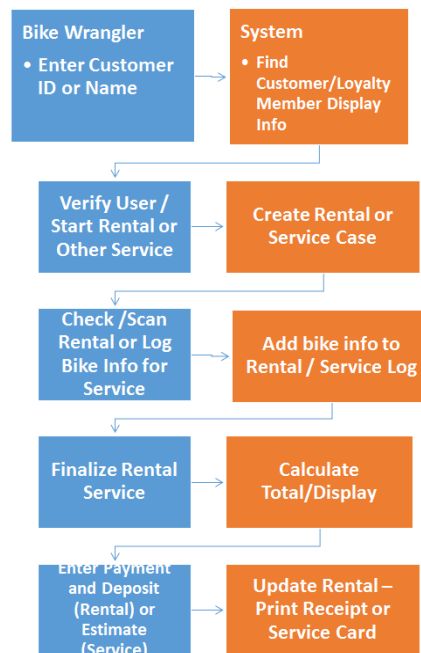 Bike Wrangler
• Enter Customer
ID or Name
System
• Find
Customer/Loyalty
Member Display
Info
Verify User /
Start Rental or
Other Service
Create Rental or
Service Case
Check /Scan
Rental or Log
Bike Info for
Service
Add bike info to
Rental / Service Log
Finalize Rental
Service
Calculate
Total/Display
Enter Payment
and Deposit
(Rental) or
Estimate
(Service)
Update Rental –
Print Receipt or
Service Card